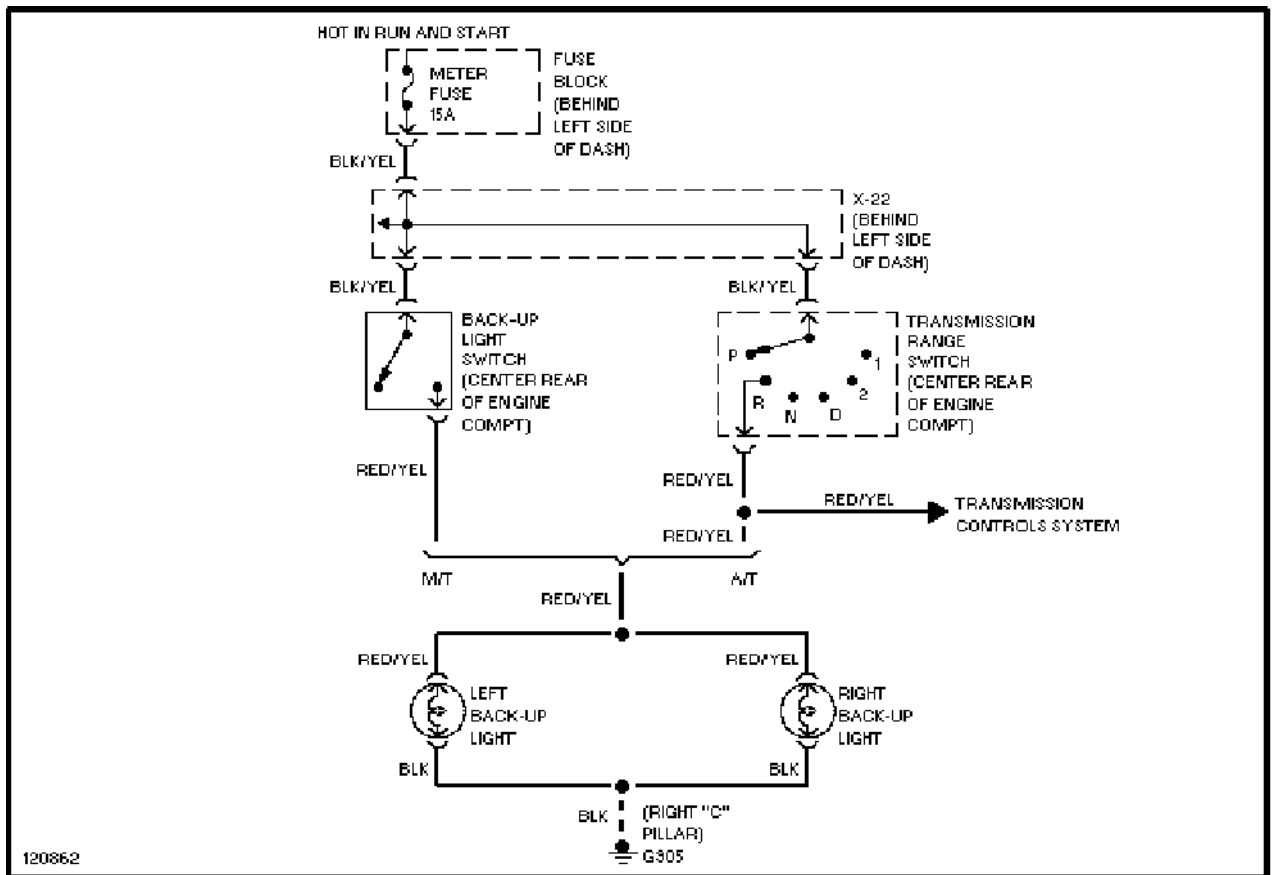 HOT IN RUN AND START
METER
FUSE
15A
FUSE
BLOCK
(BEHIND
LEFT SIDE
OF DASH)
BLK/YEL
X-22
(BEHIND
LEFT SIDE
OF DASH)
BLK/YEL
BLK/YEL
BACK-UP
LIGHT
SWITCH
(CENTER REAR
OF ENGINE
COMPT)
P
R
N
D
2
1
TRANSMISSION
RANGE
SWITCH
(CENTER REAR
OF ENGINE
COMPT)
RED/YEL
RED/YEL
RED/YEL
TRANSMISSION
CONTROLS SYSTEM
RED/YEL
M/T
A/T
RED/YEL
RED/YEL
RED/YEL
LEFT
BACK-UP
LIGHT
RIGHT
BACK-UP
LIGHT
BLK
BLK
BLK
(RIGHT "C"
PILLAR)
G305
120862